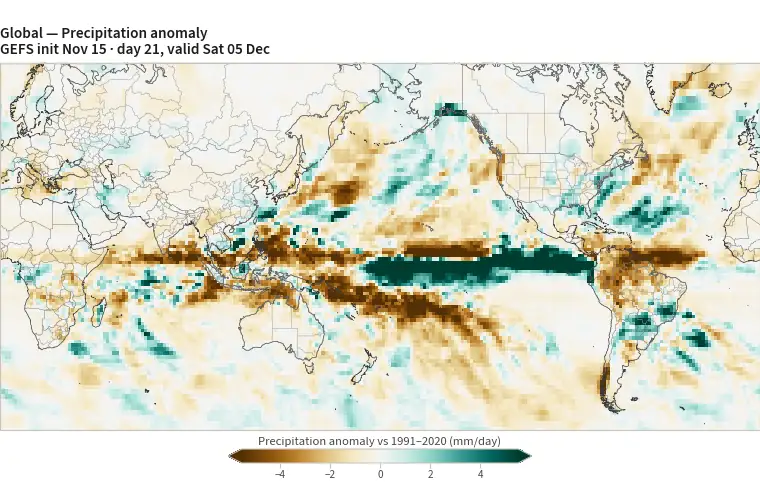 Global — Precipitation anomaly
GEFS init Nov 15 · day 21, valid Sat 05 Dec
Precipitation anomaly vs 1991–2020 (mm/day)
−4 −2 0 2 4